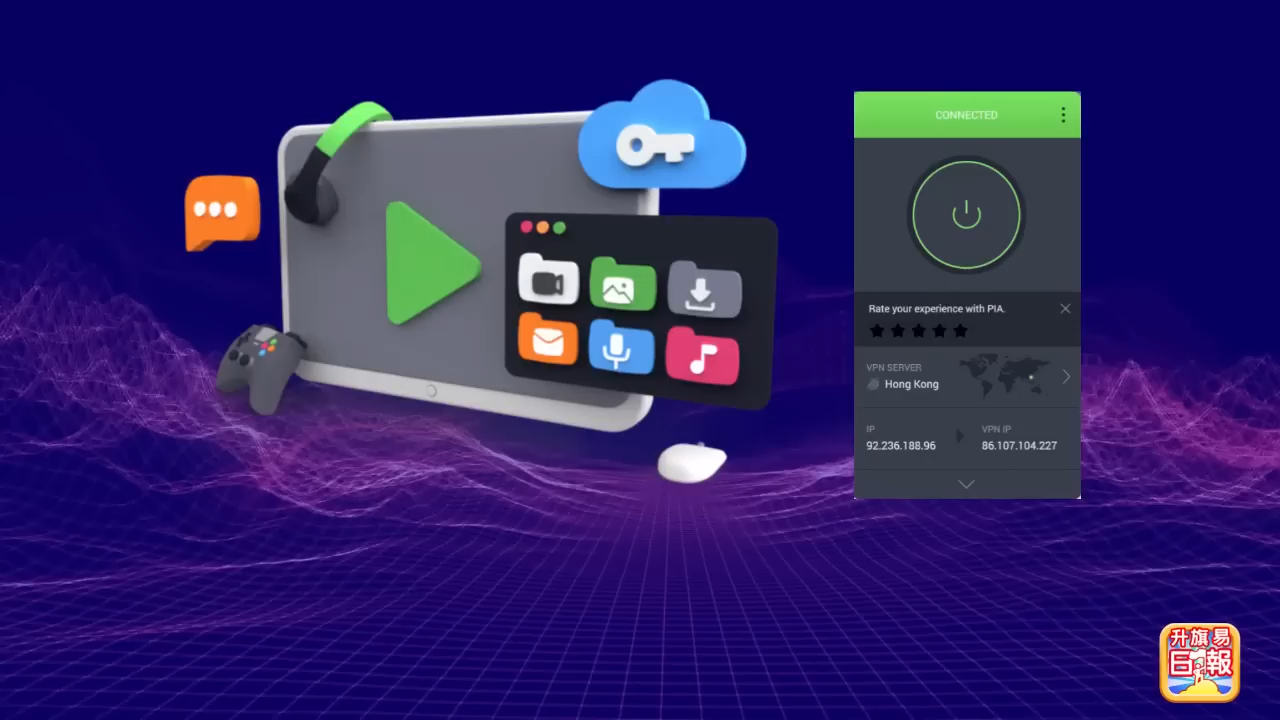 CONNECTED
Rate your experience with PIA.
VPN SERVER
Hong Kong
IP
VPN IP
92.236.188.96
86.107.104.227
升旗易
日報